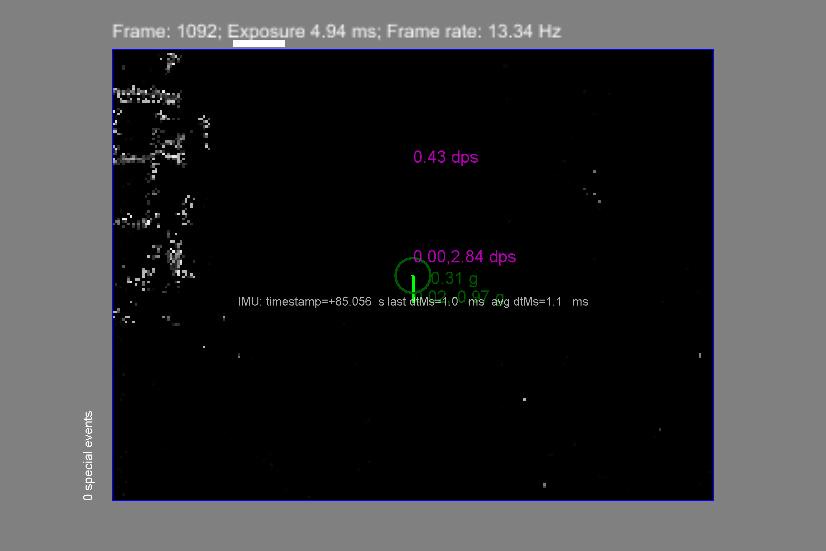 Frame: 1092; Exposure 4.94 ms; Frame rate: 13.34 Hz
0.43 dps
0.00,2.84 dps
0.31 g
0.97 g
IMU: timestamp=+85.056 s last dtMs=1.0 ms avg dtMs=1.1 ms
0 special events